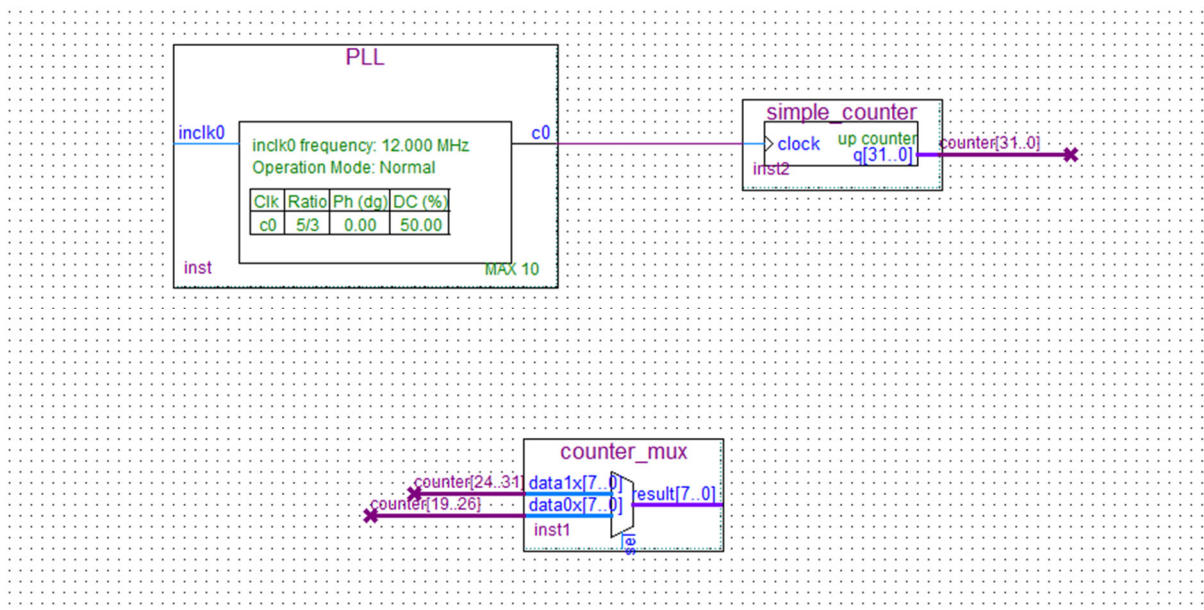 PLL
inclk0
c0
inclk0 frequency: 12.000 MHz
Operation Mode: Normal
Clk Ratio Ph (dg) DC (%)
c0 5/3 0.00 50.00
inst
MAX 10
simple_counter
clock
up counter
q[31..0]
inst2
counter[31..0]
counter_mux
counter[24..31]
data1x[7..0]
counter[19..26]
data0x[7..0]
result[7..0]
inst1
sel